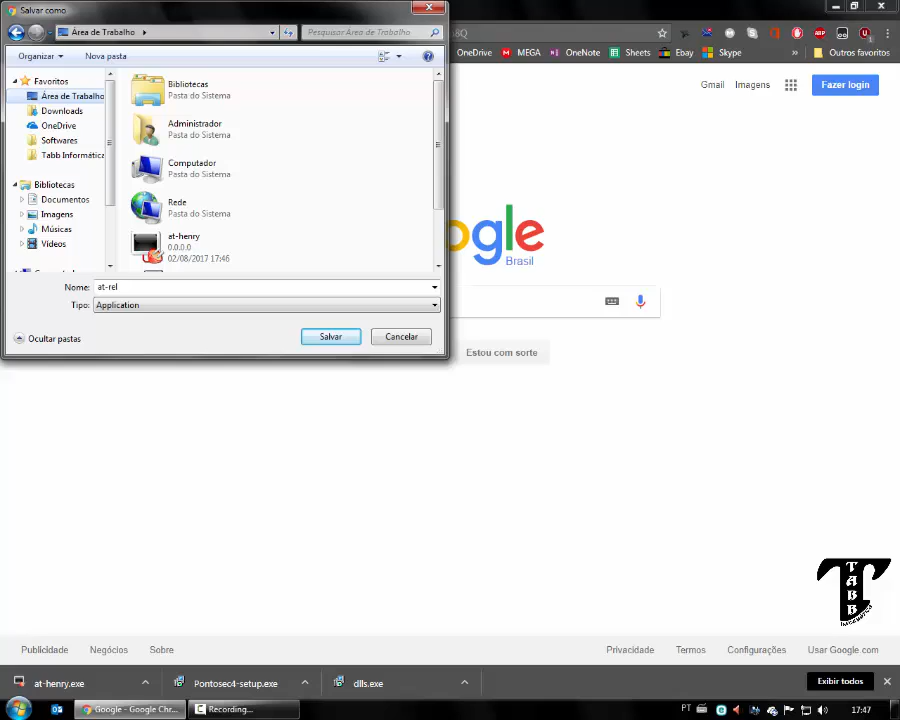 Salvar como
Área de Trabalho
Pesquisar Área de Trabalho
Organizar
Nova pasta
Favoritos
Área de Trabalho
Downloads
OneDrive
Softwares
Tabb Informática
Bibliotecas
Documentos
Imagens
Músicas
Vídeos
Bibliotecas
Pasta do Sistema
Administrador
Pasta do Sistema
Computador
Pasta do Sistema
Rede
Pasta do Sistema
at-henry
0.0.0.0
02/08/2017 17:46
Nome: at-rel
Tipo: Application
Ocultar pastas
Salvar
Cancelar
OneDrive
MEGA
OneNote
Sheets
Ebay
Skype
»
Outros favoritos
Gmail
Imagens
Fazer login
ogle
Brasil
Estou com sorte
TABB
Publicidade
Negócios
Sobre
Privacidade
Termos
Configurações
Usar Google.com
at-henry.exe
Pontosec4-setup.exe
dlls.exe
Exibir todos
Google - Google Chr...
Recording...
PT
17:47